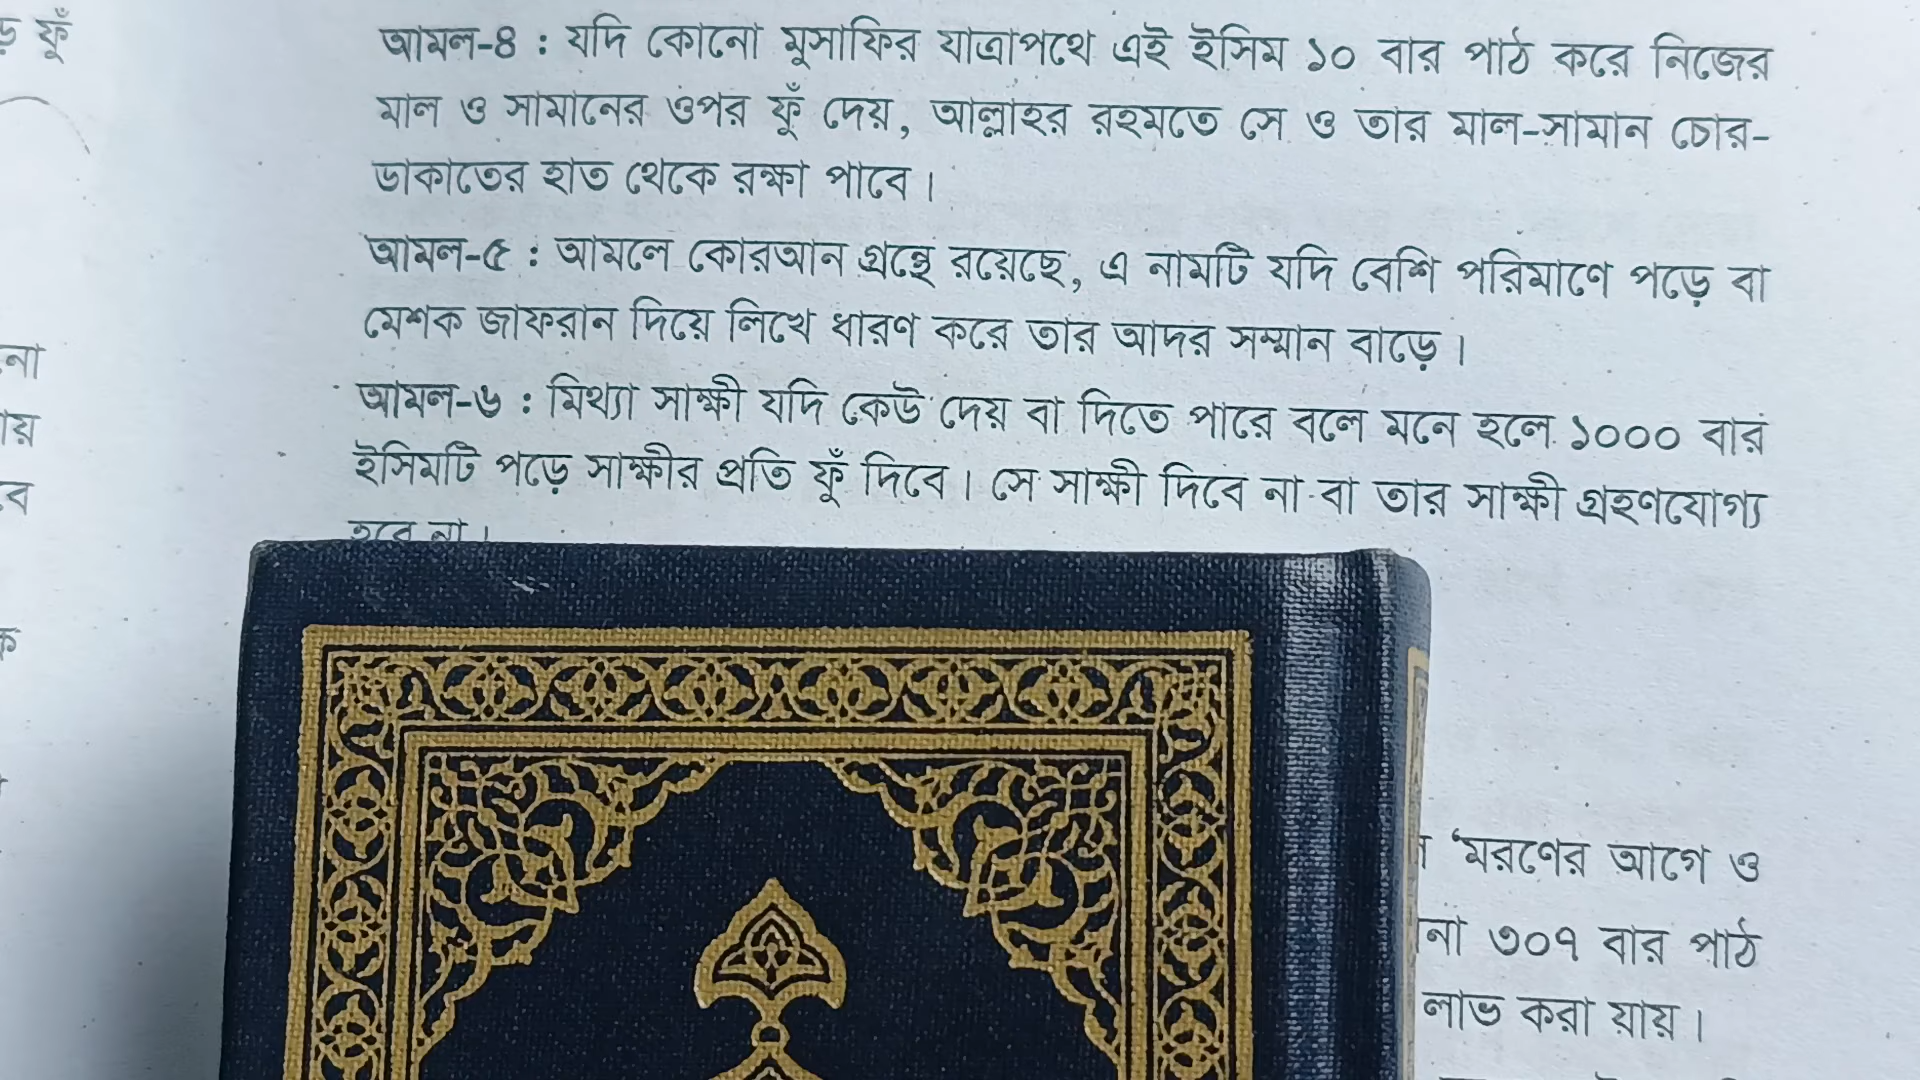 ড় ফুঁ
আমল-৪ : যদি কোনো মুসাফির যাত্রাপথে এই ইসিম ১০ বার পাঠ করে নিজের
মাল ও সামানের ওপর ফুঁ দেয়, আল্লাহর রহমতে সে ও তার মাল-সামান চোর-
ডাকাতের হাত থেকে রক্ষা পাবে।
আমল-৫ : আমলে কোরআন গ্রন্থে রয়েছে, এ নামটি যদি বেশি পরিমাণে পড়ে বা
মেশক জাফরান দিয়ে লিখে ধারণ করে তার আদর সম্মান বাড়ে।
আমল-৬ : মিথ্যা সাক্ষী যদি কেউ দেয় বা দিতে পারে বলে মনে হলে ১০০০ বার
ইসিমটি পড়ে সাক্ষীর প্রতি ফুঁ দিবে। সে সাক্ষী দিবে না বা তার সাক্ষী গ্রহণযোগ্য
হবে না।
‘মরণের আগে ও
৩০৭ বার পাঠ
লাভ করা যায়।